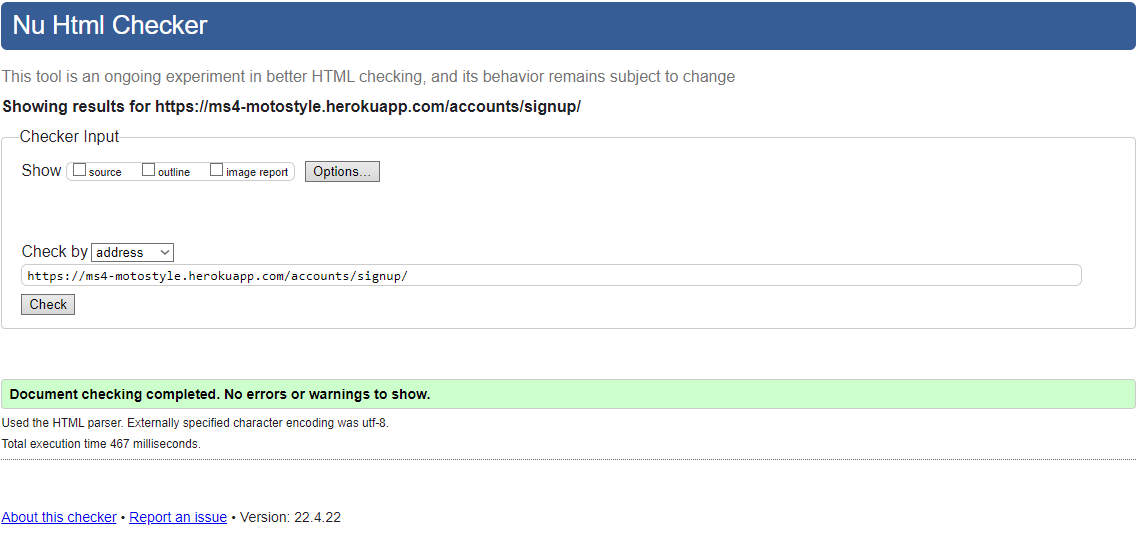 Nu Html Checker
This tool is an ongoing experiment in better HTML checking, and its behavior remains subject to change
Showing results for https://ms4-motostyle.herokuapp.com/accounts/signup/
Checker Input
Show source outline image report Options...
Check by address
https://ms4-motostyle.herokuapp.com/accounts/signup/
Check
Document checking completed. No errors or warnings to show.
Used the HTML parser. Externally specified character encoding was utf-8.
Total execution time 467 milliseconds.
About this checker • Report an issue • Version: 22.4.22